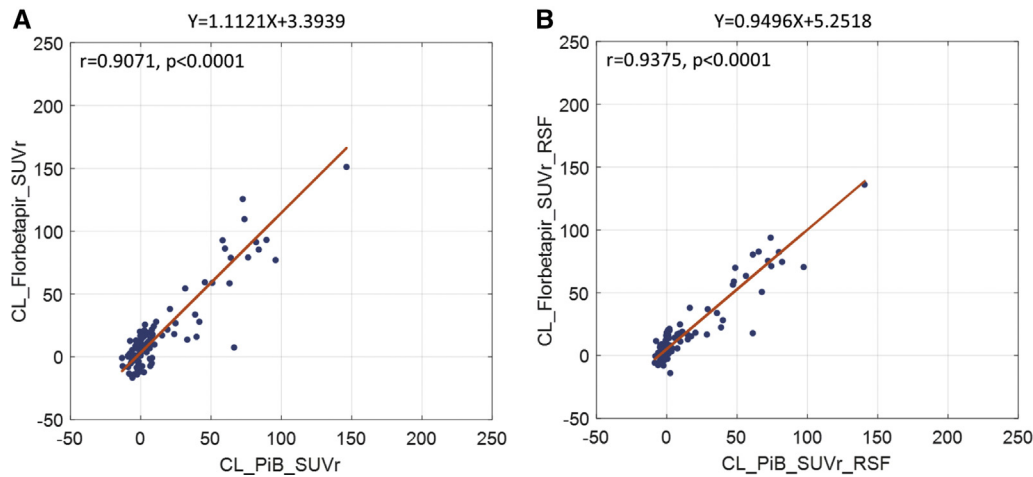 A
Y=1.1121X+3.3939
r=0.9071, p<0.0001
CL_Florbetapir_SUVr
250
200
150
100
50
0
-50
-50 0 50 100 150 200 250
CL_PiB_SUVr
B
Y=0.9496X+5.2518
r=0.9375, p<0.0001
CL_Florbetapir_SUVr_RSF
250
200
150
100
50
0
-50
-50 0 50 100 150 200 250
CL_PiB_SUVr_RSF